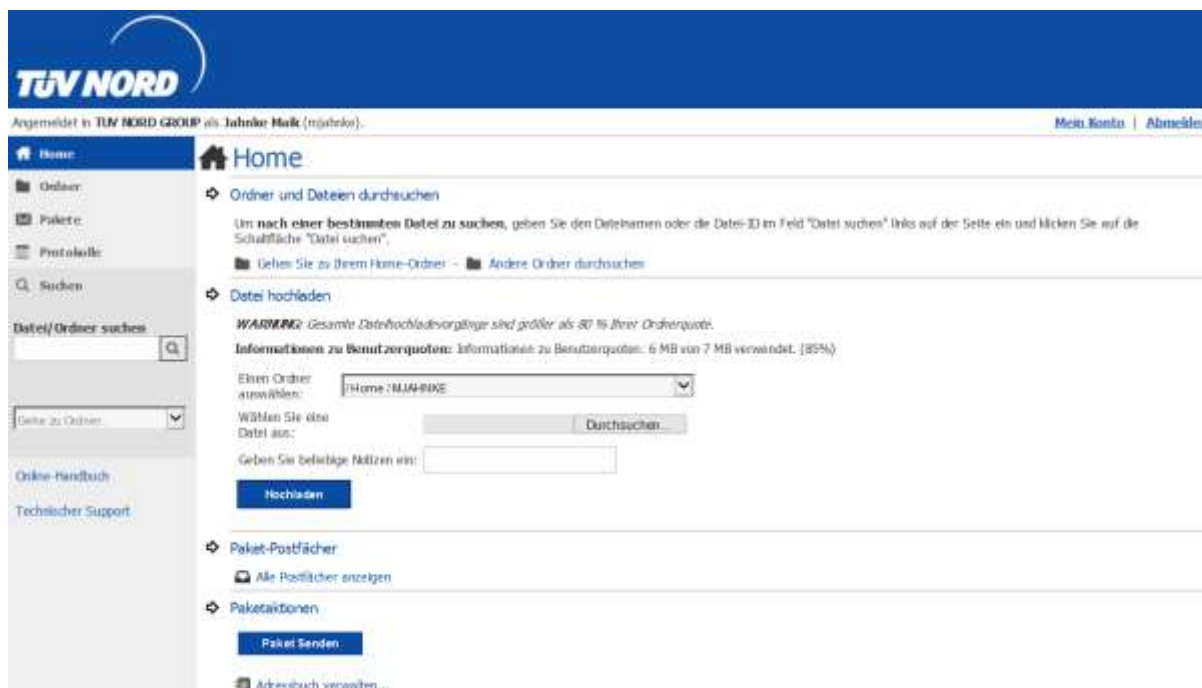 TÜV NORD
Angemeldet in TUV NORD GROUP als Jahnke Maik (mjahnke).
Mein Konto | Abmelde
Home
Ordner
Pakete
Protokolle
Suchen
Datei/Ordner suchen
Gehe zu Ordner
Online-Handbuch
Technischer Support
Home
Ordner und Dateien durchsuchen
Um nach einer bestimmten Datei zu suchen, geben Sie den Dateinamen oder die Datei-ID im Feld "Datei suchen" links auf der Seite ein und klicken Sie auf die
Schaltfläche "Datei suchen".
Gehen Sie zu Ihrem Home-Ordner - Andere Ordner durchsuchen
Datei hochladen
WARNUNG: Gesamte Dateihochladevorgänge sind größer als 80 % Ihrer Ordnerquote.
Informationen zu Benutzerquoten: Informationen zu Benutzerquoten: 6 MB von 7 MB verwendet. (85%)
Einen Ordner
auswählen:
/ Home / MJAHNKE
Wählen Sie eine
Datei aus:
Durchsuchen...
Geben Sie beliebige Notizen ein:
Hochladen
Paket-Postfächer
Alle Postfächer anzeigen
Paketaktionen
Paket Senden
Adressbuch verwalten...